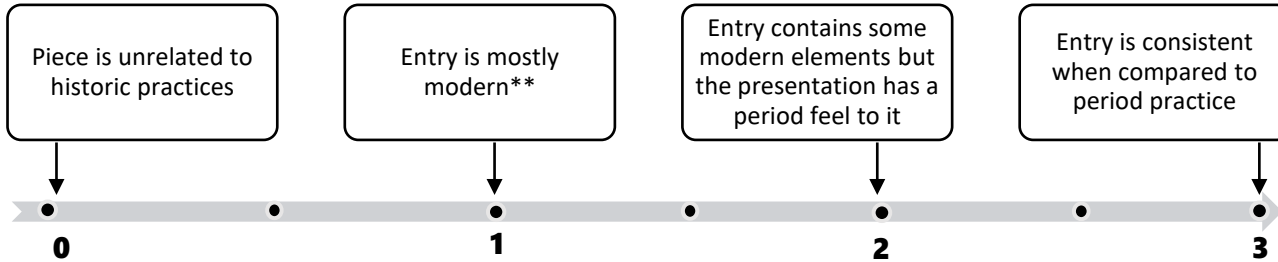 Piece is unrelated to
historic practices
Entry is mostly
modern**
Entry contains some
modern elements but
the presentation has a
period feel to it
Entry is consistent
when compared to
period practice
0
1
2
3